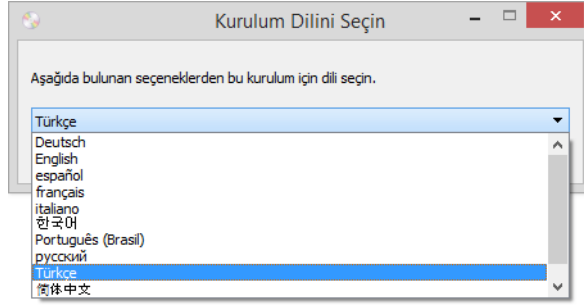 Kurulum Dilini Seçin
Aşağıda bulunan seçeneklerden bu kurulum için dili seçin.
Türkçe
Deutsch
English
español
français
italiano
한국어
Português (Brasil)
русский
Türkçe
简体中文